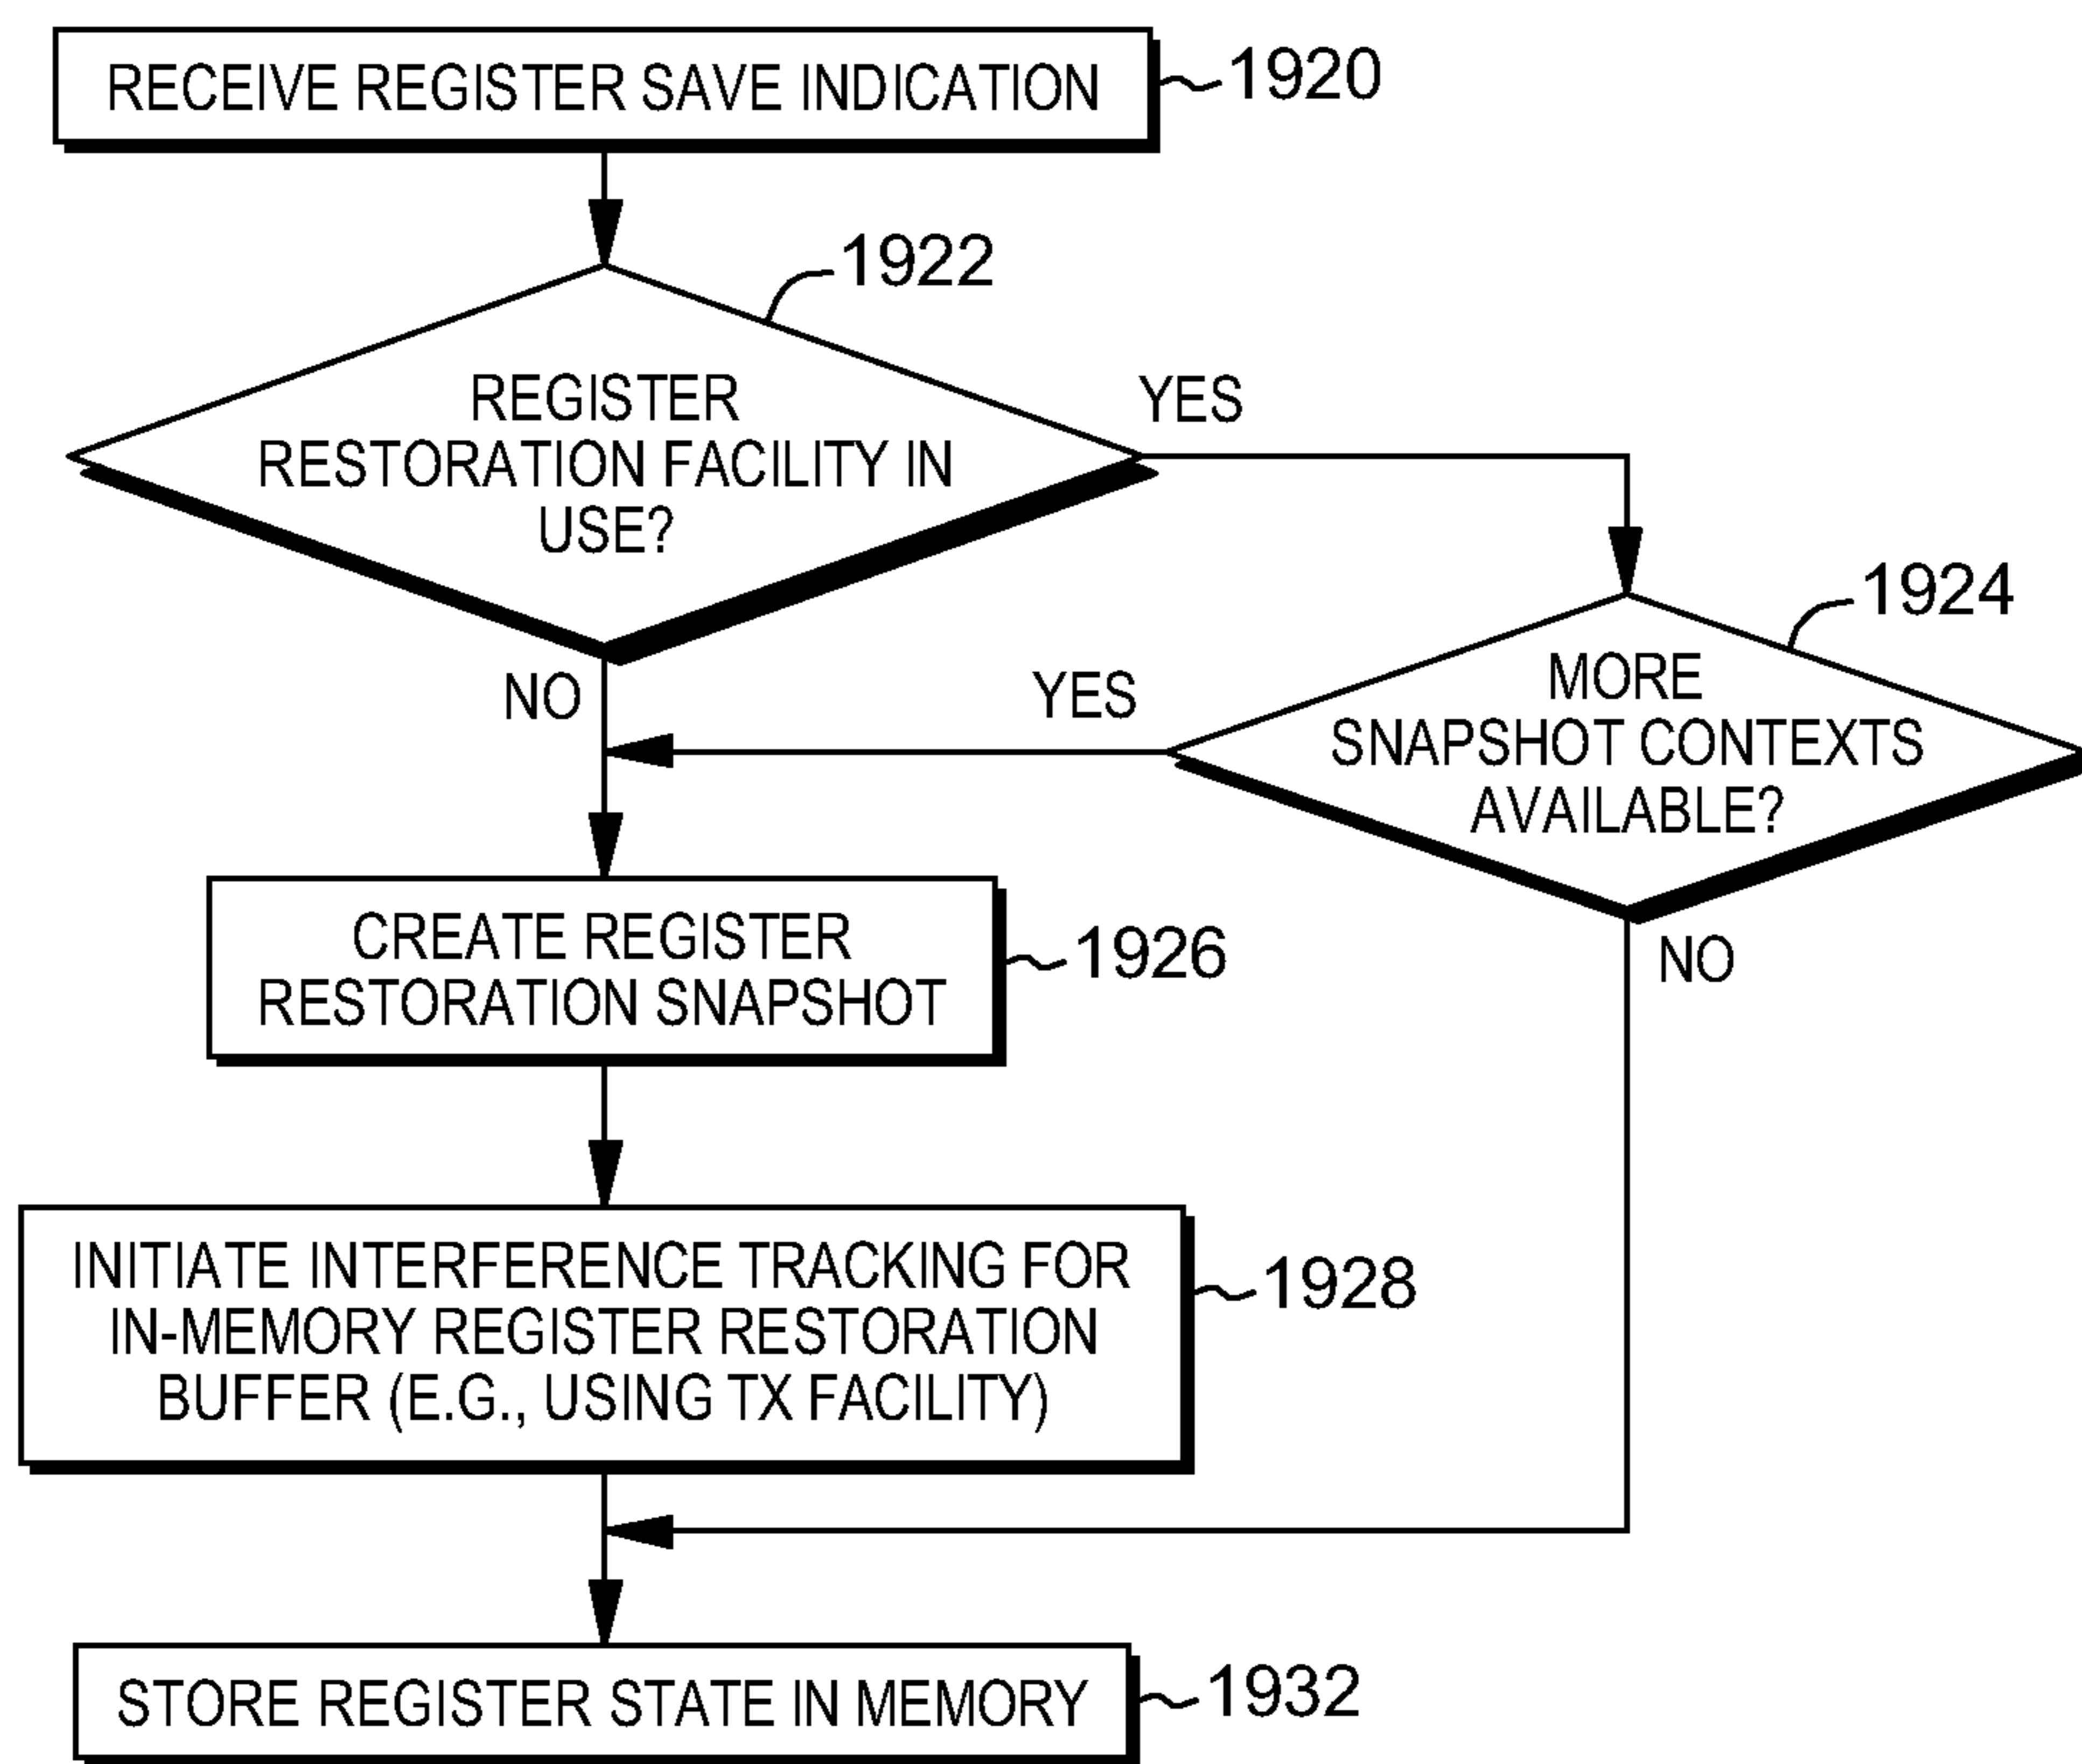 RECEIVE REGISTER SAVE INDICATION
1920
1922
REGISTER
RESTORATION FACILITY IN
USE?
YES
NO
1924
MORE
SNAPSHOT CONTEXTS
AVAILABLE?
YES
NO
CREATE REGISTER
RESTORATION SNAPSHOT
1926
INITIATE INTERFERENCE TRACKING FOR
IN-MEMORY REGISTER RESTORATION
BUFFER (E.G., USING TX FACILITY)
1928
STORE REGISTER STATE IN MEMORY
1932